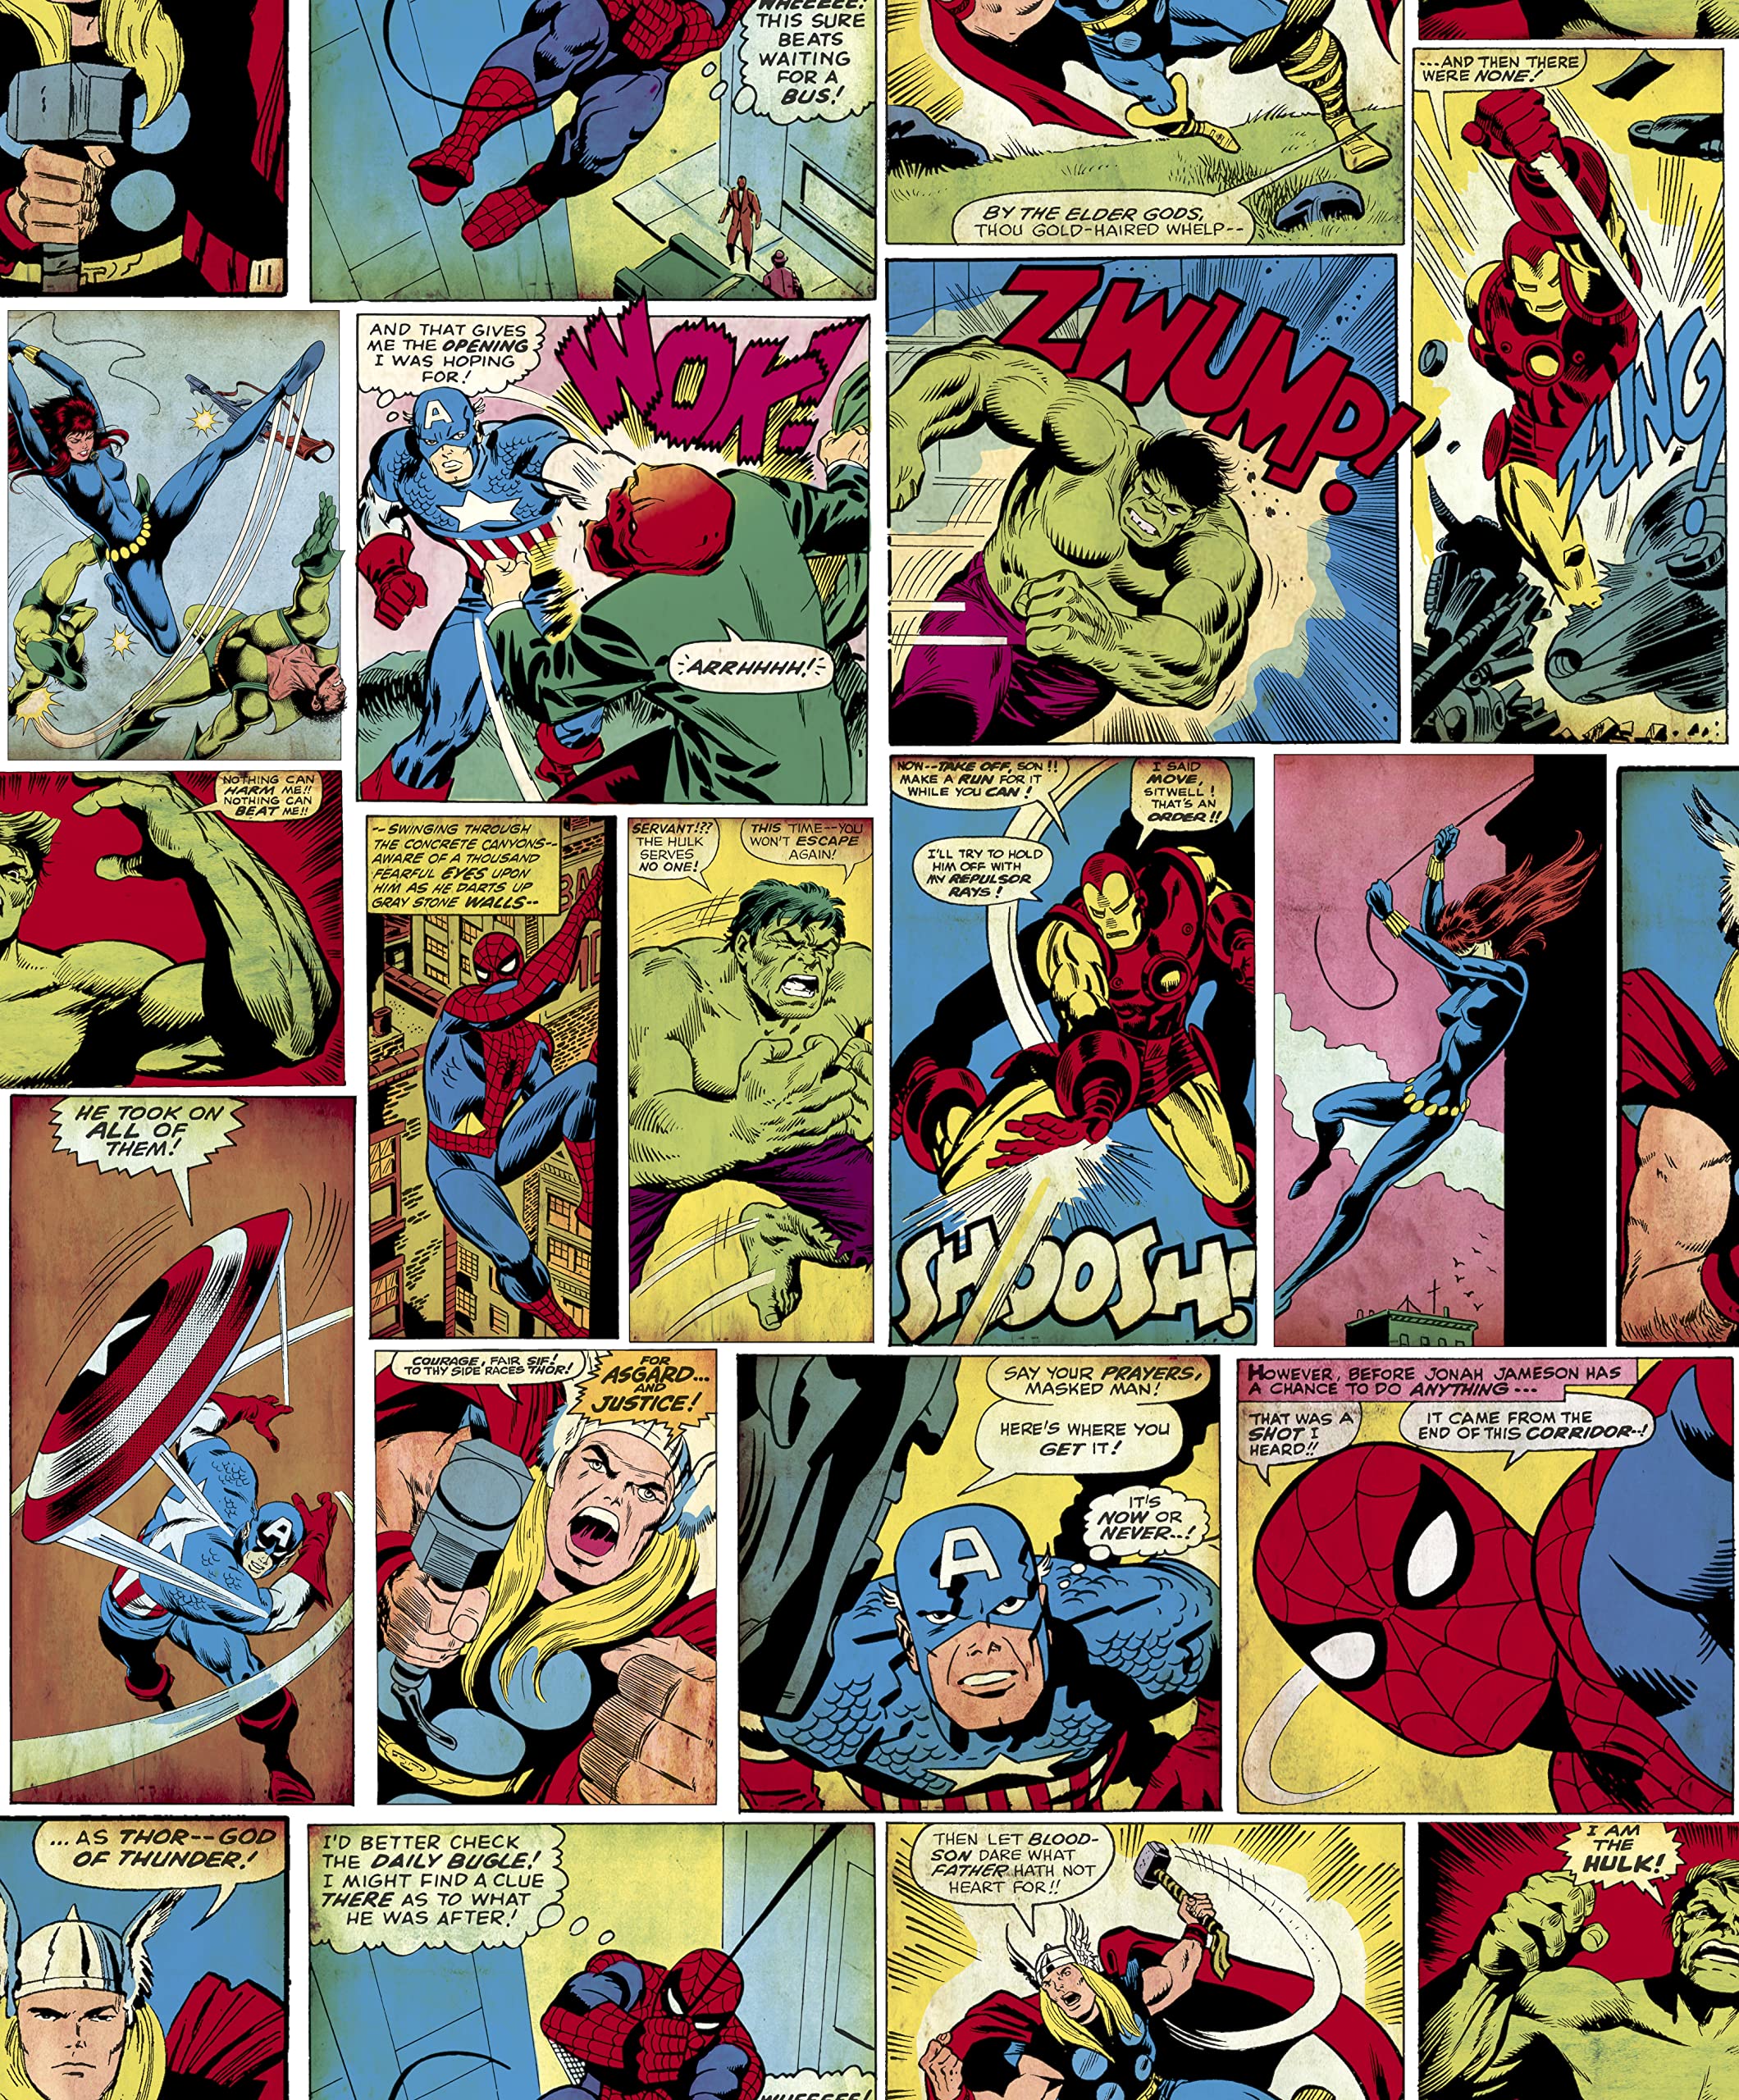 WHEEEEE!
THIS SURE
BEATS
WAITING
FOR A
BUS!
BY THE ELDER GODS,
THOU GOLD-HAIRED WHELP--
...AND THEN THERE
WERE NONE!
AND THAT GIVES
ME THE OPENING
I WAS HOPING
FOR!
WOK!
ARRHHHH!
ZWUMP!
ZUNG!
NOTHING CAN
HARM ME!!
NOTHING CAN
BEAT ME!!
--SWINGING THROUGH
THE CONCRETE CANYONS--
AWARE OF A THOUSAND
FEARFUL EYES UPON
HIM AS HE DARTS UP
GRAY STONE WALLS--
BA
SERVANT!??
THE HULK
SERVES
NO ONE!
THIS TIME--YOU
WON'T ESCAPE
AGAIN!
NOW--TAKE OFF, SON!!
MAKE A RUN FOR IT
WHILE YOU CAN!
I SAID
MOVE,
SITWELL!
THAT'S AN
ORDER!!
I'LL TRY TO HOLD
HIM OFF WITH
MY REPULSOR
RAYS!
SHOOSH!
HE TOOK ON
ALL OF
THEM!
A
COURAGE, FAIR SIF!
TO THY SIDE RACES THOR!
FOR
ASGARD...
AND
JUSTICE!
SAY YOUR PRAYERS,
MASKED MAN!
HERE'S WHERE YOU
GET IT!
IT'S
NOW OR
NEVER--!
A
HOWEVER, BEFORE JONAH JAMESON HAS
A CHANCE TO DO ANYTHING ---
THAT WAS A
SHOT I
HEARD!!
IT CAME FROM THE
END OF THIS CORRIDOR--!
...AS THOR--GOD
OF THUNDER!
I'D BETTER CHECK
THE DAILY BUGLE!
I MIGHT FIND A CLUE
THERE AS TO WHAT
HE WAS AFTER!
WHEEEEE!
THEN LET BLOOD-
SON DARE WHAT
FATHER HATH NOT
HEART FOR!!
I AM
THE
HULK!